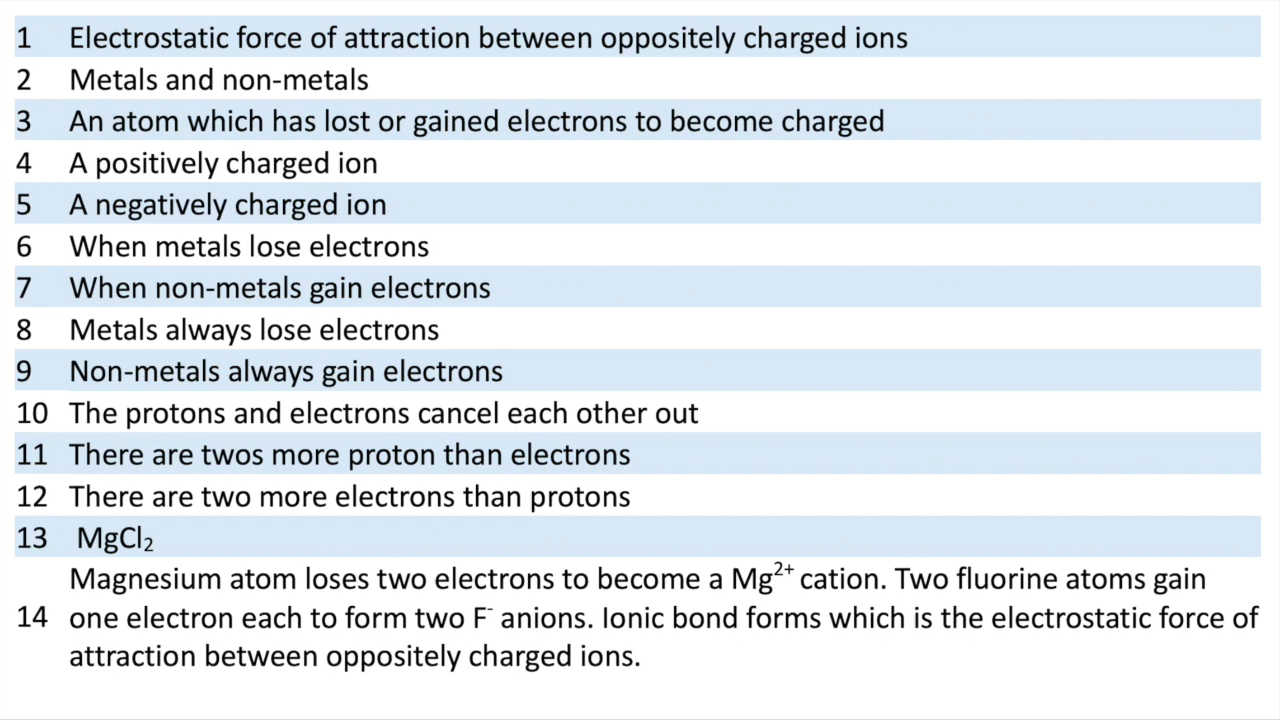 1 Electrostatic force of attraction between oppositely charged ions
2 Metals and non-metals
3 An atom which has lost or gained electrons to become charged
4 A positively charged ion
5 A negatively charged ion
6 When metals lose electrons
7 When non-metals gain electrons
8 Metals always lose electrons
9 Non-metals always gain electrons
10 The protons and electrons cancel each other out
11 There are twos more proton than electrons
12 There are two more electrons than protons
13 MgCl₂
Magnesium atom loses two electrons to become a Mg²⁺ cation. Two fluorine atoms gain
14 one electron each to form two F⁻ anions. Ionic bond forms which is the electrostatic force of
attraction between oppositely charged ions.